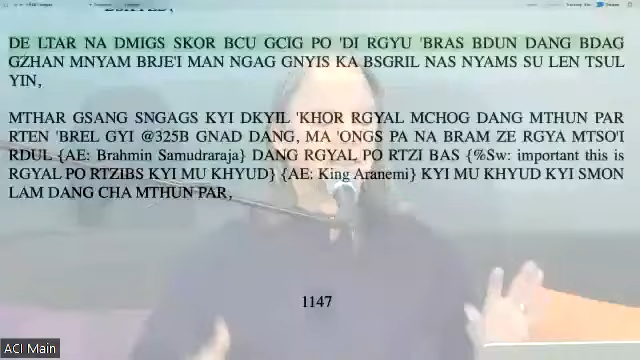 DE LTAR NA DMIGS SKOR BCU GCIG PO 'DI RGYU 'BRAS BDUN DANG BDAG
GZHAN MNYAM BRJE'I MAN NGAG GNYIS KA BSGRIL NAS NYAMS SU LEN TSUL
YIN,
MTHAR GSANG SNGAGS KYI DKYIL 'KHOR RGYAL MCHOG DANG MTHUN PAR
RTEN 'BREL GYI @325B GNAD DANG, MA 'ONGS PA NA BRAM ZE RGYA MTSO'I
RDUL {AE: Brahmin Samudraraja} DANG RGYAL PO RTZI BAS {%Sw: important this is
RGYAL PO RTZIBS KYI MU KHYUD} {AE: King Aranemi} KYI MU KHYUD KYI SMON
LAM DANG CHA MTHUN PAR,
1147
ACI Main